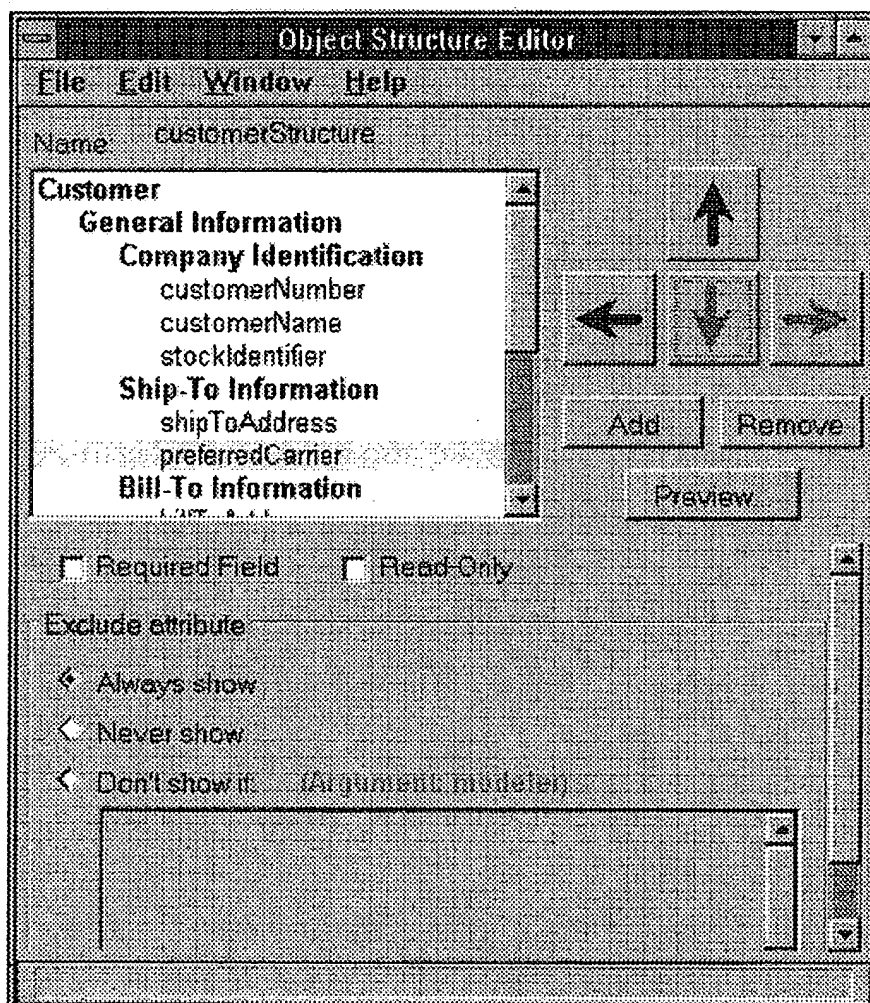 Object Structure Editor
File Edit Window Help
Name: customerStructure
Customer
General Information
Company Identification
customerNumber
customerName
stockIdentifier
Ship-To Information
shipToAddress
preferredCarrier
Bill-To Information
Add Remove
Preview...
Required Field Read-Only
Exclude attribute
Always show
Never show
Don't show if: (Argument: modeler)